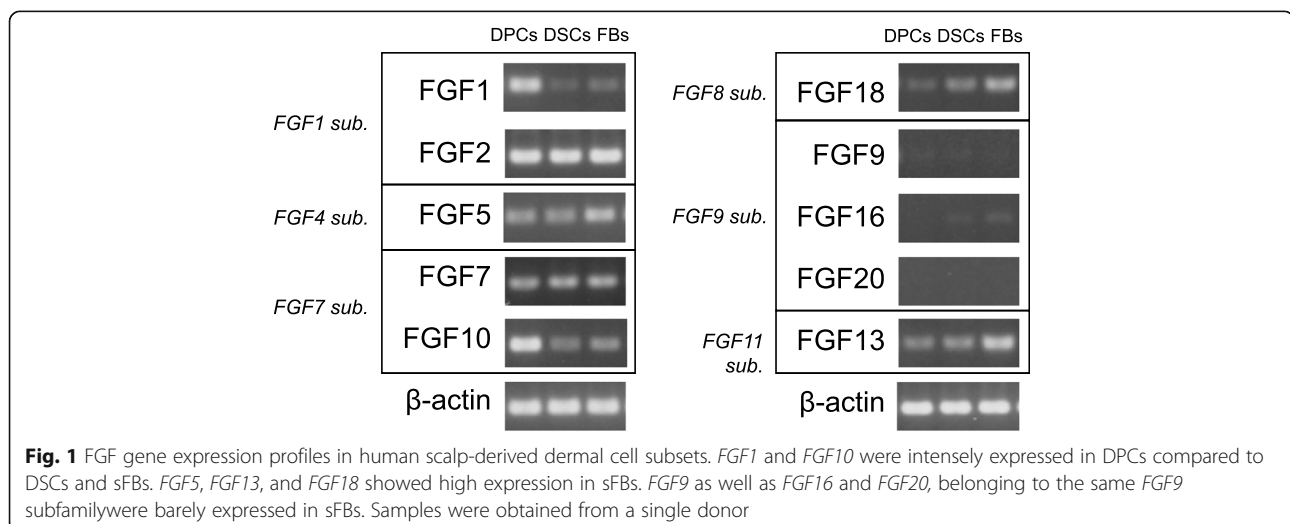 DPCs DSCs FBs
FGF1
FGF1 sub.
FGF2
FGF4 sub.
FGF5
FGF7
FGF7 sub.
FGF10
β-actin
DPCs DSCs FBs
FGF8 sub.
FGF18
FGF9
FGF9 sub.
FGF16
FGF20
FGF11
sub.
FGF13
β-actin
Fig. 1 FGF gene expression profiles in human scalp-derived dermal cell subsets. FGF1 and FGF10 were intensely expressed in DPCs compared to
DSCs and sFBs. FGF5, FGF13, and FGF18 showed high expression in sFBs. FGF9 as well as FGF16 and FGF20, belonging to the same FGF9
subfamilywere barely expressed in sFBs. Samples were obtained from a single donor